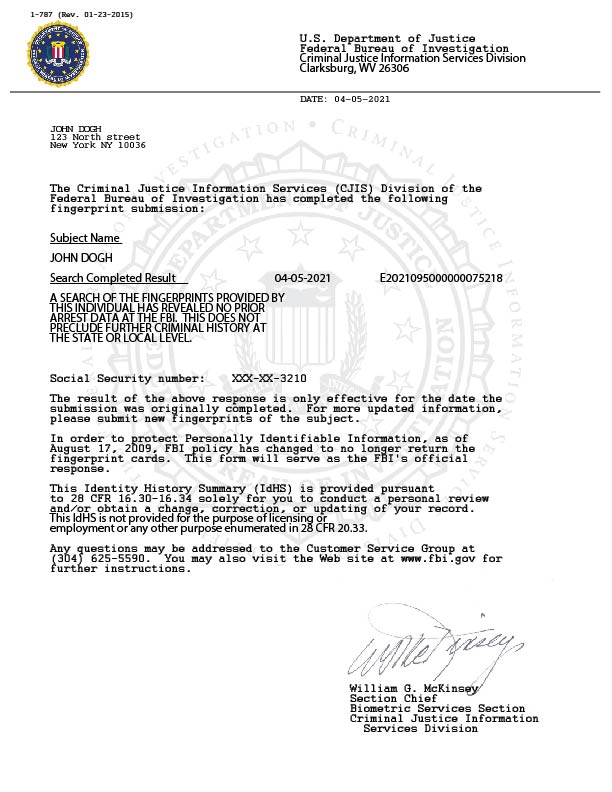 1-787 (Rev. 01-23-2015)
U.S. Department of Justice
Federal Bureau of Investigation
Criminal Justice Information Services Division
Clarksburg, WV 26306
DATE: 04-05-2021
JOHN DOGH
123 North street
New York NY 10036
The Criminal Justice Information Services (CJIS) Division of the
Federal Bureau of Investigation has completed the following
fingerprint submission:
Subject Name
JOHN DOGH
Search Completed Result 04-05-2021 E2021095000000075218
A SEARCH OF THE FINGERPRINTS PROVIDED BY
THIS INDIVIDUAL HAS REVEALED NO PRIOR
ARREST DATA AT THE FBI. THIS DOES NOT
PRECLUDE FURTHER CRIMINAL HISTORY AT
THE STATE OR LOCAL LEVEL.
Social Security number: XXX-XX-3210
The result of the above response is only effective for the date the
submission was originally completed. For more updated information,
please submit new fingerprints of the subject.
In order to protect Personally Identifiable Information, as of
August 17, 2009, FBI policy has changed to no longer return the
fingerprint cards. This form will serve as the FBI's official
response.
This Identity History Summary (IdHS) is provided pursuant
to 28 CFR 16.30-16.34 solely for you to conduct a personal review
and/or obtain a change, correction, or updating of your record.
This IdHS is not provided for the purpose of licensing or
employment or any other purpose enumerated in 28 CFR 20.33.
Any questions may be addressed to the Customer Service Group at
(304) 625-5590. You may also visit the Web site at www.fbi.gov for
further instructions.
William G. McKinsey
Section Chief
Biometric Services Section
Criminal Justice Information
Services Division